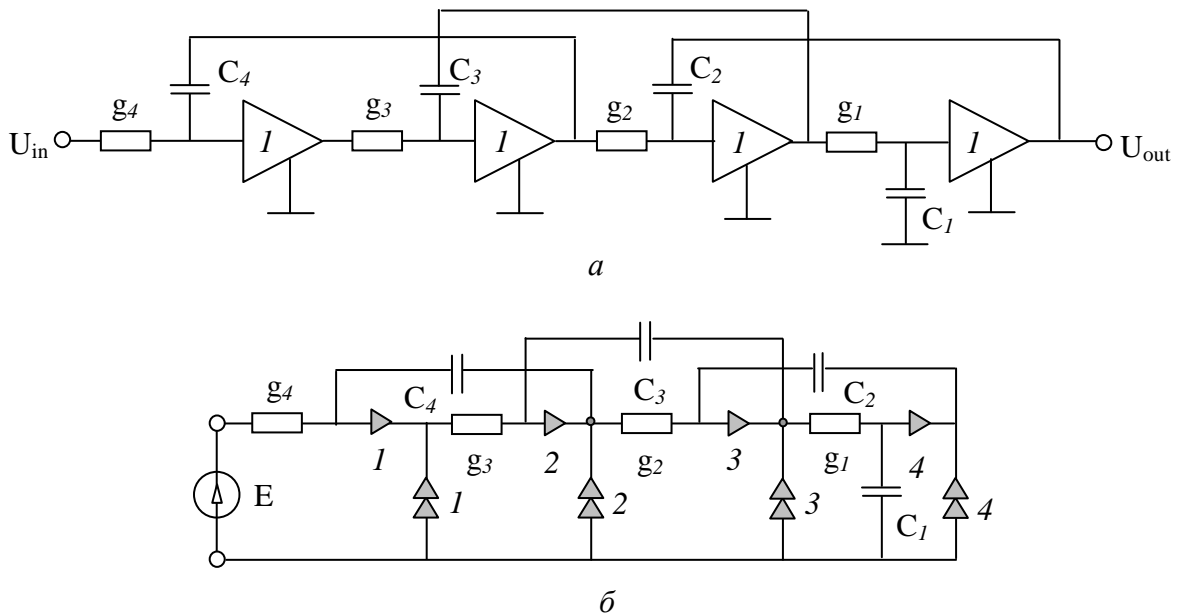 C4 C3 C2
g4 g3 g2 g1
Uin 1 1 1 1 Uout
C1
а
g4 C4 C3 C2
1 g3 2 g2 3 g1 4
E 1 2 3 C1 4
б